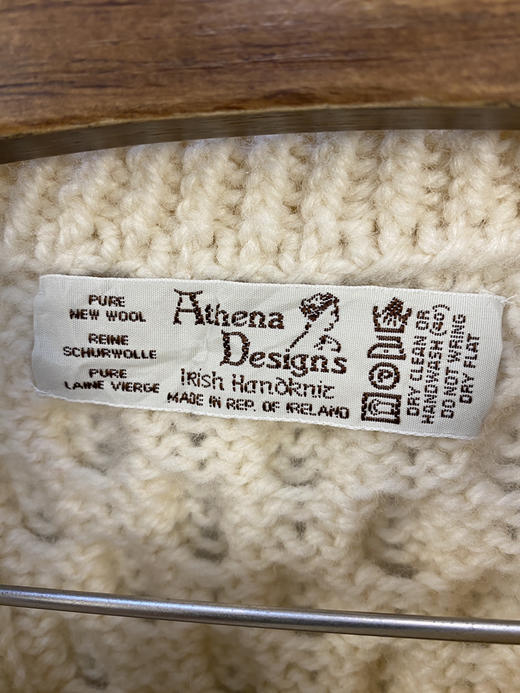 PURE
NEW WOOL
REINE
SCHURWOLLE
PURE
LAINE VIERGE
Athena
Designs
Irish Handknit
MADE IN REP. OF IRELAND
DRY CLEAN OR
HANDWASH (40)
DO NOT WRING
DRY FLAT